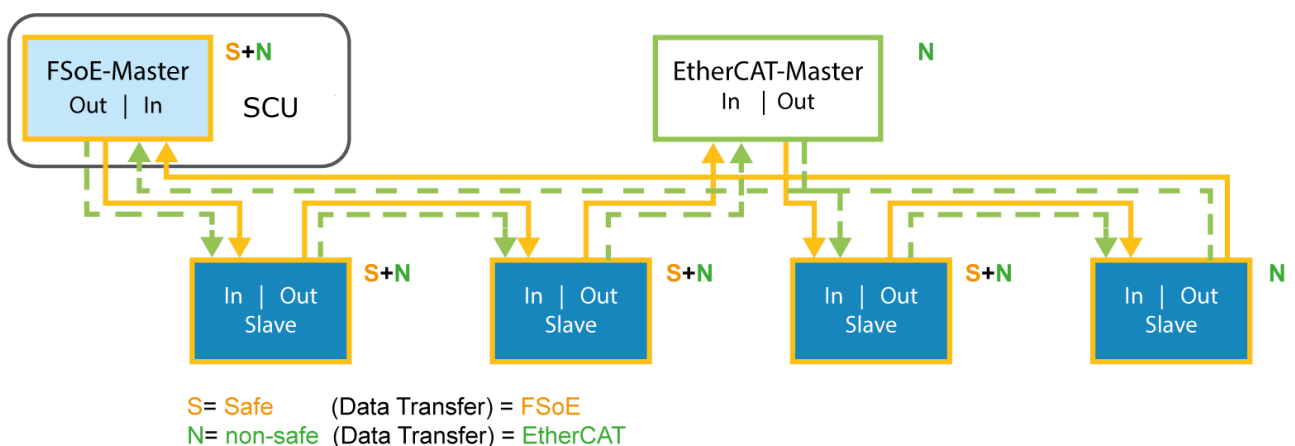 FSoE-Master
Out | In
S+N
SCU
EtherCAT-Master
In | Out
N
In | Out
Slave
S+N
In | Out
Slave
S+N
In | Out
Slave
S+N
In | Out
Slave
N
S= Safe (Data Transfer) = FSoE
N= non-safe (Data Transfer) = EtherCAT